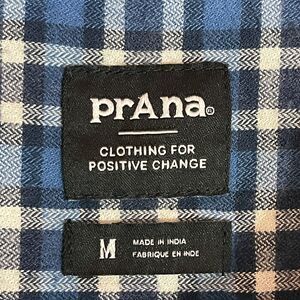 prAna®
CLOTHING FOR
POSITIVE CHANGE
M
MADE IN INDIA
FABRIQUÉ EN INDE